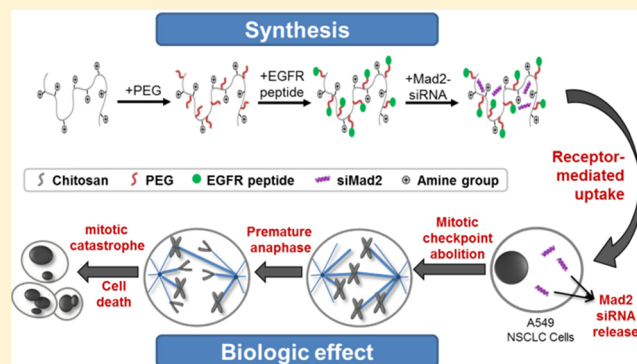 Synthesis
+PEG
+EGFR
peptide
+Mad2-
siRNA
Receptor-
mediated
uptake
Chitosan
PEG
EGFR peptide
siMad2
Amine group
mitotic
catastrophe
Cell
death
Premature
anaphase
Mitotic
checkpoint
abolition
A549
NSCLC Cells
Mad2
siRNA
release
Biologic effect